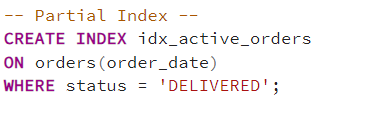 -- Partial Index --
CREATE INDEX idx_active_orders
ON orders(order_date)
WHERE status = 'DELIVERED';